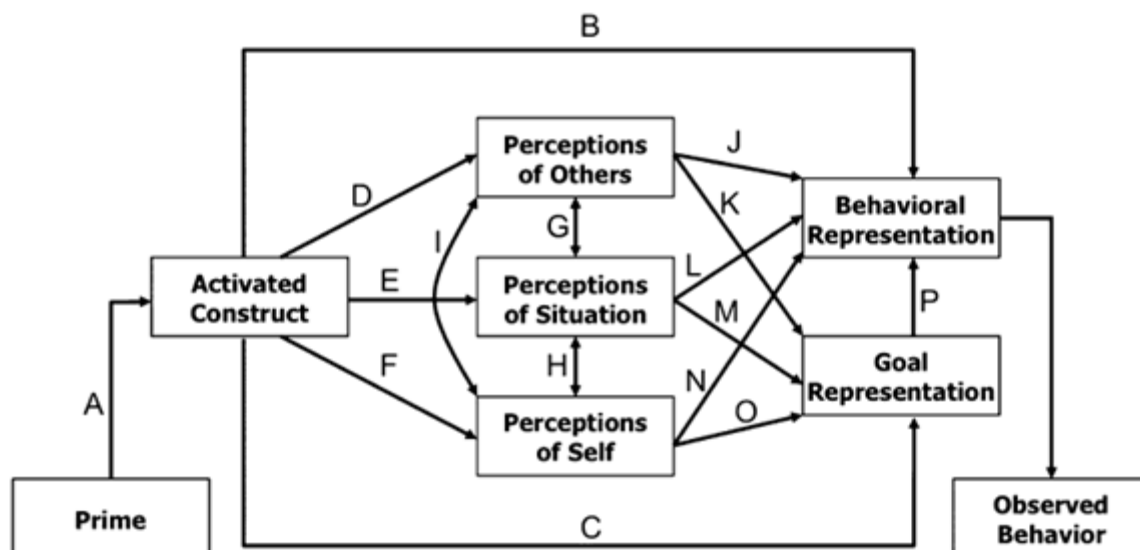 B
Perceptions
of Others
J
D
K
Behavioral
Representation
I
G
L
Activated
Construct
E
Perceptions
of Situation
M
P
A
F
H
N
Goal
Representation
O
Perceptions
of Self
Prime
C
Observed
Behavior